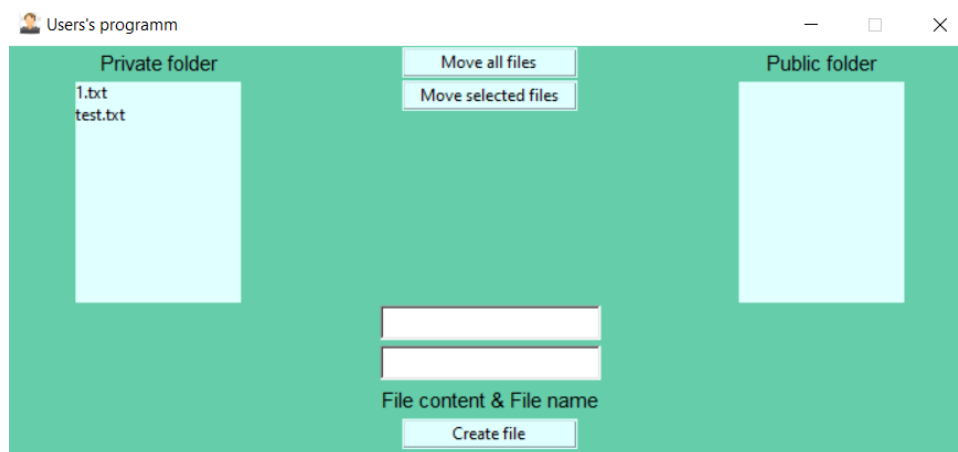 Users's programm
Private folder
1.txt
test.txt
Move all files
Move selected files
Public folder
File content & File name
Create file